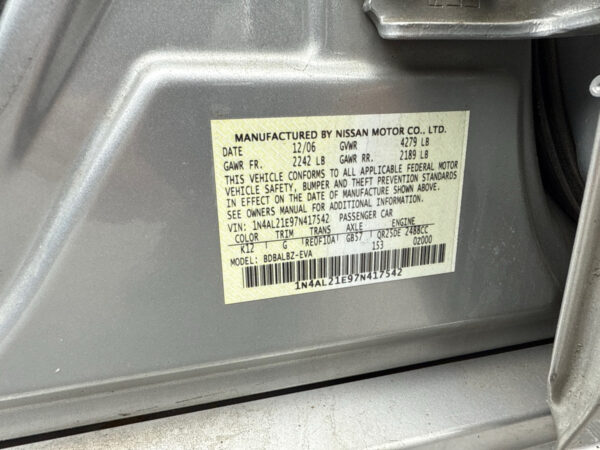 MANUFACTURED BY NISSAN MOTOR CO., LTD.
DATE 12/06 GVWR 4279 LB
GAWR FR. 2242 LB GAWR RR. 2189 LB
THIS VEHICLE CONFORMS TO ALL APPLICABLE FEDERAL MOTOR
VEHICLE SAFETY, BUMPER AND THEFT PREVENTION STANDARDS
IN EFFECT ON THE DATE OF MANUFACTURE SHOWN ABOVE.
SEE OWNERS MANUAL FOR ADDITIONAL INFORMATION.
VIN: 1N4AL21E97N417542 PASSENGER CAR
COLOR TRIM TRANS AXLE ENGINE
K12 G RE0F10A GB57 QR25DE 2488CC
MODEL: BDBALBZ-EVA 153 02000
1N4AL21E97N417542